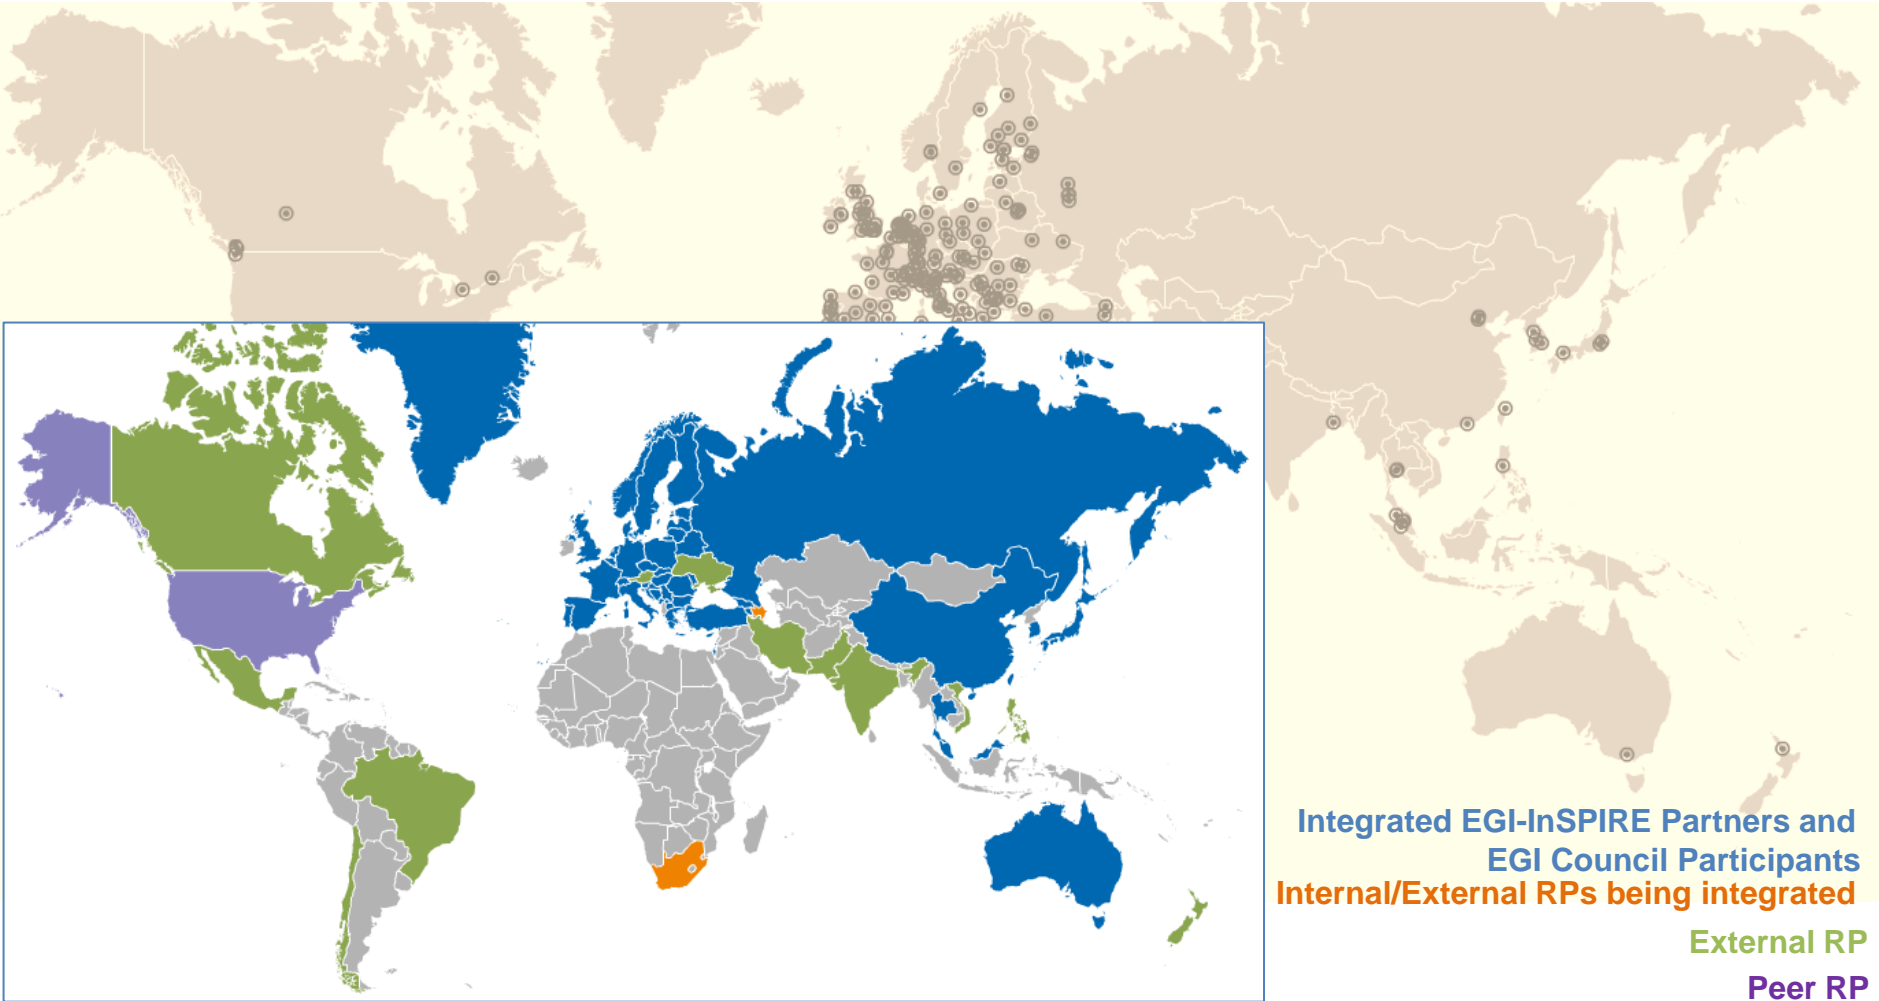 Integrated EGI-InSPIRE Partners and
EGI Council Participants
Internal/External RPs being integrated
External RP
Peer RP